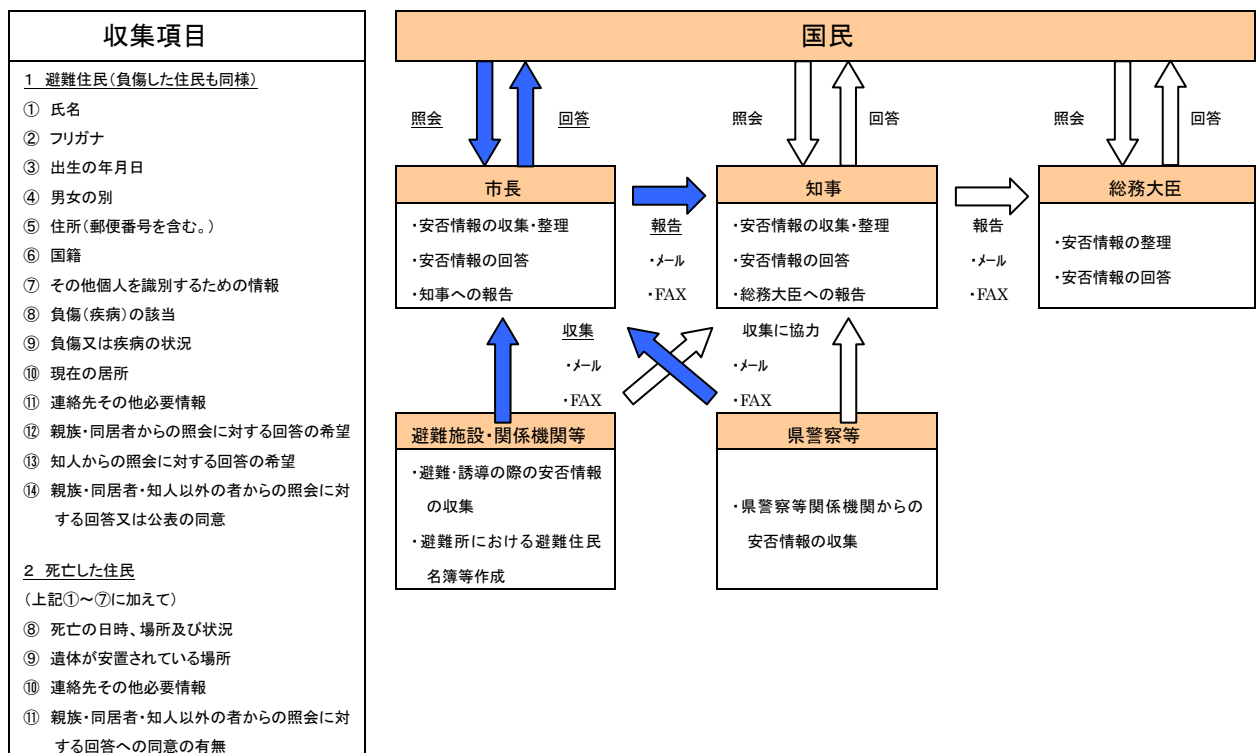 収集項目
1 避難住民(負傷した住民も同様)
① 氏名
② フリガナ
③ 出生の年月日
④ 男女の別
⑤ 住所(郵便番号を含む。)
⑥ 国籍
⑦ その他個人を識別するための情報
⑧ 負傷(疾病)の該当
⑨ 負傷又は疾病の状況
⑩ 現在の居所
⑪ 連絡先その他必要情報
⑫ 親族・同居者からの照会に対する回答の希望
⑬ 知人からの照会に対する回答の希望
⑭ 親族・同居者・知人以外の者からの照会に対
する回答又は公表の同意
2 死亡した住民
(上記①~⑦に加えて)
⑧ 死亡の日時、場所及び状況
⑨ 遺体が安置されている場所
⑩ 連絡先その他必要情報
⑪ 親族・同居者・知人以外の者からの照会に対
する回答への同意の有無
国民
照会
回答
照会
回答
照会
回答
市長
・安否情報の収集・整理
・安否情報の回答
・知事への報告
報告
・メール
・FAX
知事
・安否情報の収集・整理
・安否情報の回答
・総務大臣への報告
報告
・メール
・FAX
総務大臣
・安否情報の整理
・安否情報の回答
収集
・メール
・FAX
収集に協力
・メール
・FAX
避難施設・関係機関等
・避難・誘導の際の安否情報
の収集
・避難所における避難住民
名簿等作成
県警察等
・県警察等関係機関からの
安否情報の収集